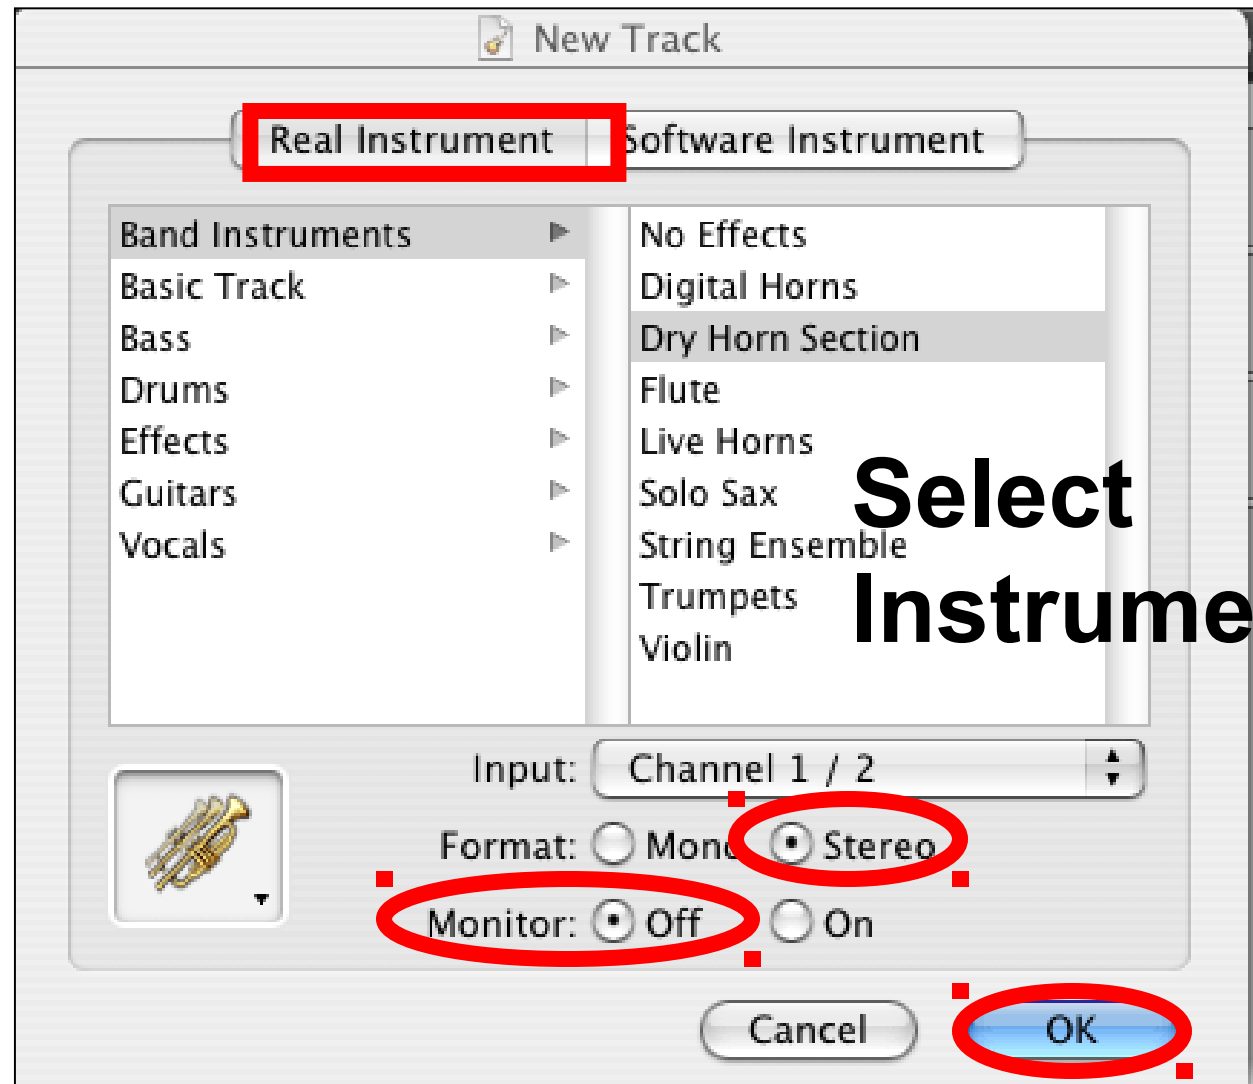 New Track
Real Instrument Software Instrument
Band Instruments
Basic Track
Bass
Drums
Effects
Guitars
Vocals
No Effects
Digital Horns
Dry Horn Section
Flute
Live Horns
Solo Sax
String Ensemble
Trumpets
Violin
Select
Instrume
Input: Channel 1 / 2
Format: Mono Stereo
Monitor: Off On
Cancel OK